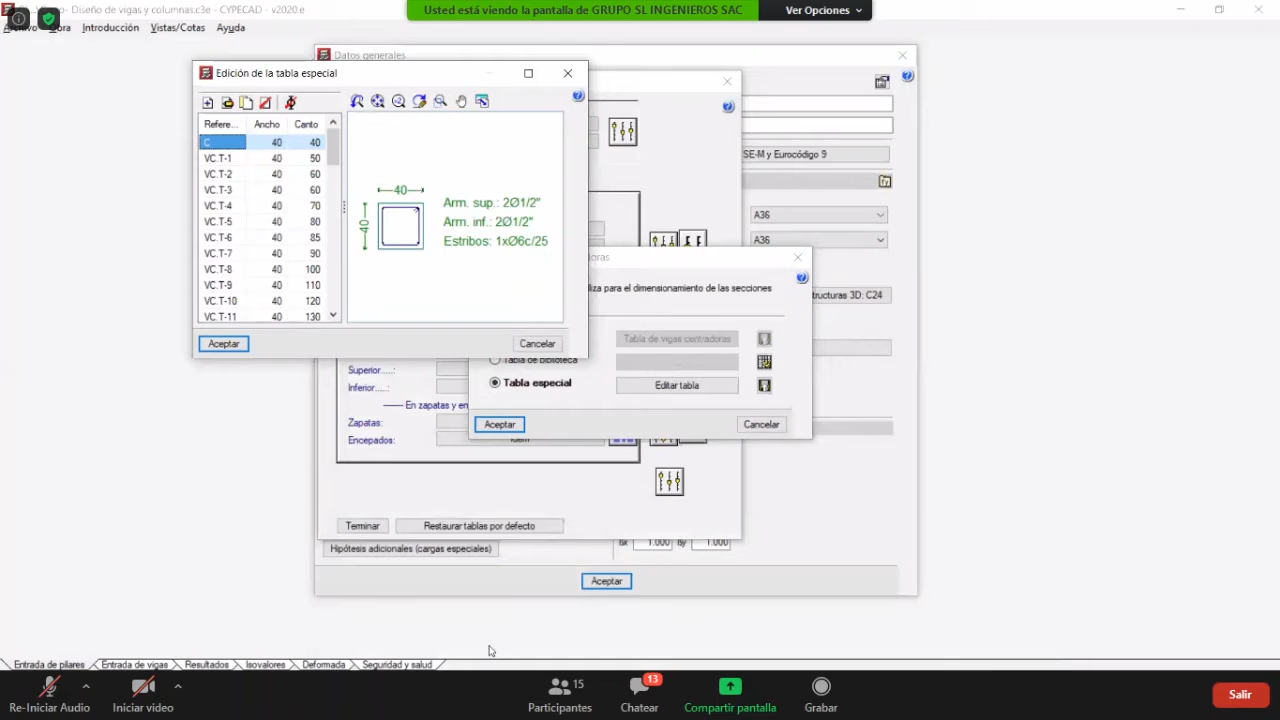 Vigas y columnas.c3e - CYPECAD - v2020.e
Usted está viendo la pantalla de GRUPO SL INGENIEROS SAC
Ver Opciones
Archivo Obra Introducción Vistas/Cotas Ayuda
Datos generales
Edición de la tabla especial
Refere... Ancho Canto
C 40 40
VC.T-1 40 50
VC.T-2 40 60
VC.T-3 40 60
VC.T-4 40 70
VC.T-5 40 80
VC.T-6 40 85
VC.T-7 40 90
VC.T-8 40 100
VC.T-9 40 110
VC.T-10 40 120
VC.T-11 40 130
40
40
Arm. sup.: 2Ø1/2"
Arm. inf.: 2Ø1/2"
Estribos: 1xØ6c/25
Aceptar Cancelar
SE-M y Eurocódigo 9
A36
A36
structuras 3D: C24
liza para el dimensionamiento de las secciones
Tabla de vigas centradoras
Tabla de biblioteca
Tabla especial Editar tabla
Aceptar Cancelar
Superior.....:
Inferior.....:
En zapatas y en
Zapatas:
Encepados:
Terminar Restaurar tablas por defecto
Hipótesis adicionales (cargas especiales)
βx 1.000 βy 1.000
Aceptar
Entrada de pilares Entrada de vigas Resultados Isovalores Deformada Seguridad y salud
Re-Iniciar Audio
Iniciar video
15
Participantes
13
Chatear
Compartir pantalla
Grabar
Salir